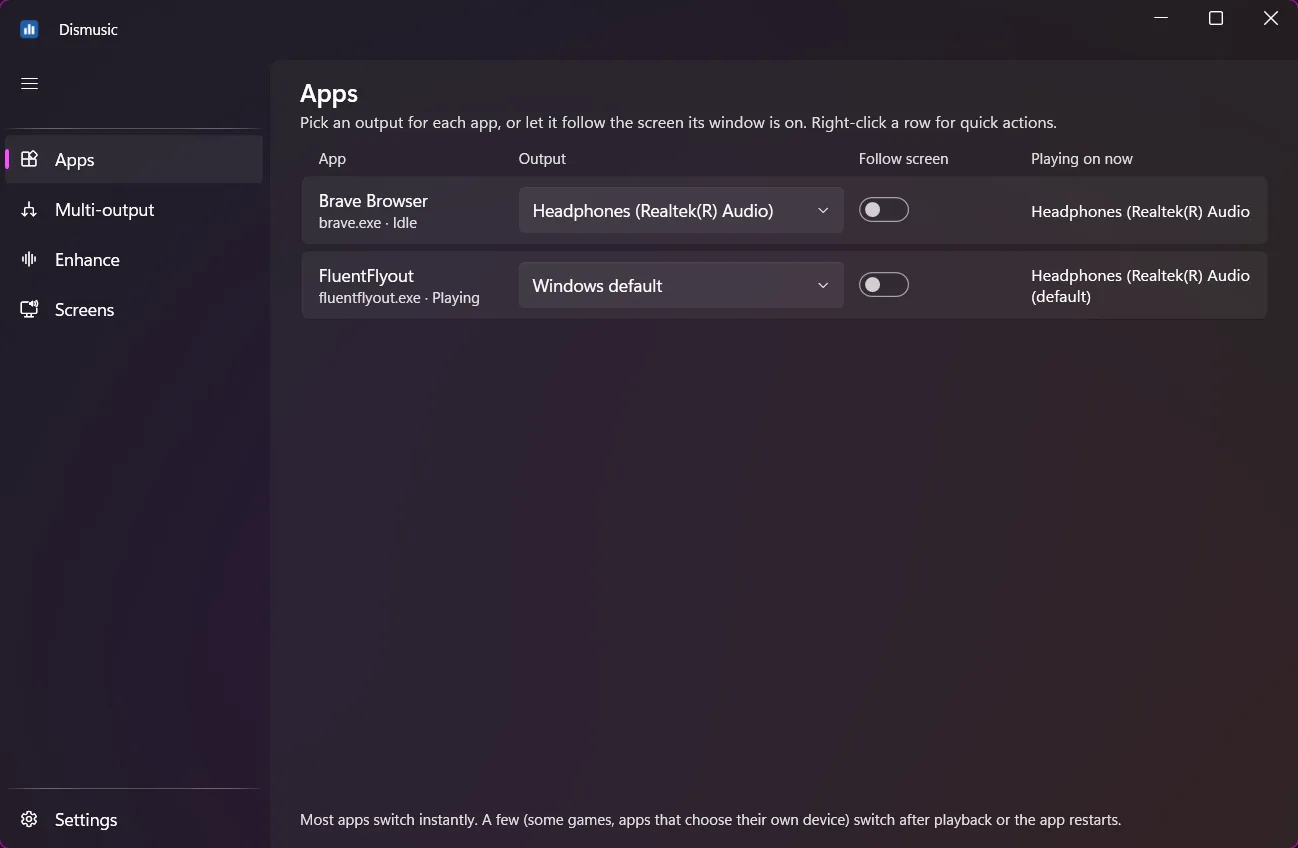 Dismusic
Apps
Multi-output
Enhance
Screens
Settings
Apps
Pick an output for each app, or let it follow the screen its window is on. Right-click a row for quick actions.
App Output Follow screen Playing on now
Brave Browser
brave.exe · Idle
Headphones (Realtek(R) Audio)
Headphones (Realtek(R) Audio
FluentFlyout
fluentflyout.exe · Playing
Windows default
Headphones (Realtek(R) Audio
(default)
Most apps switch instantly. A few (some games, apps that choose their own device) switch after playback or the app restarts.